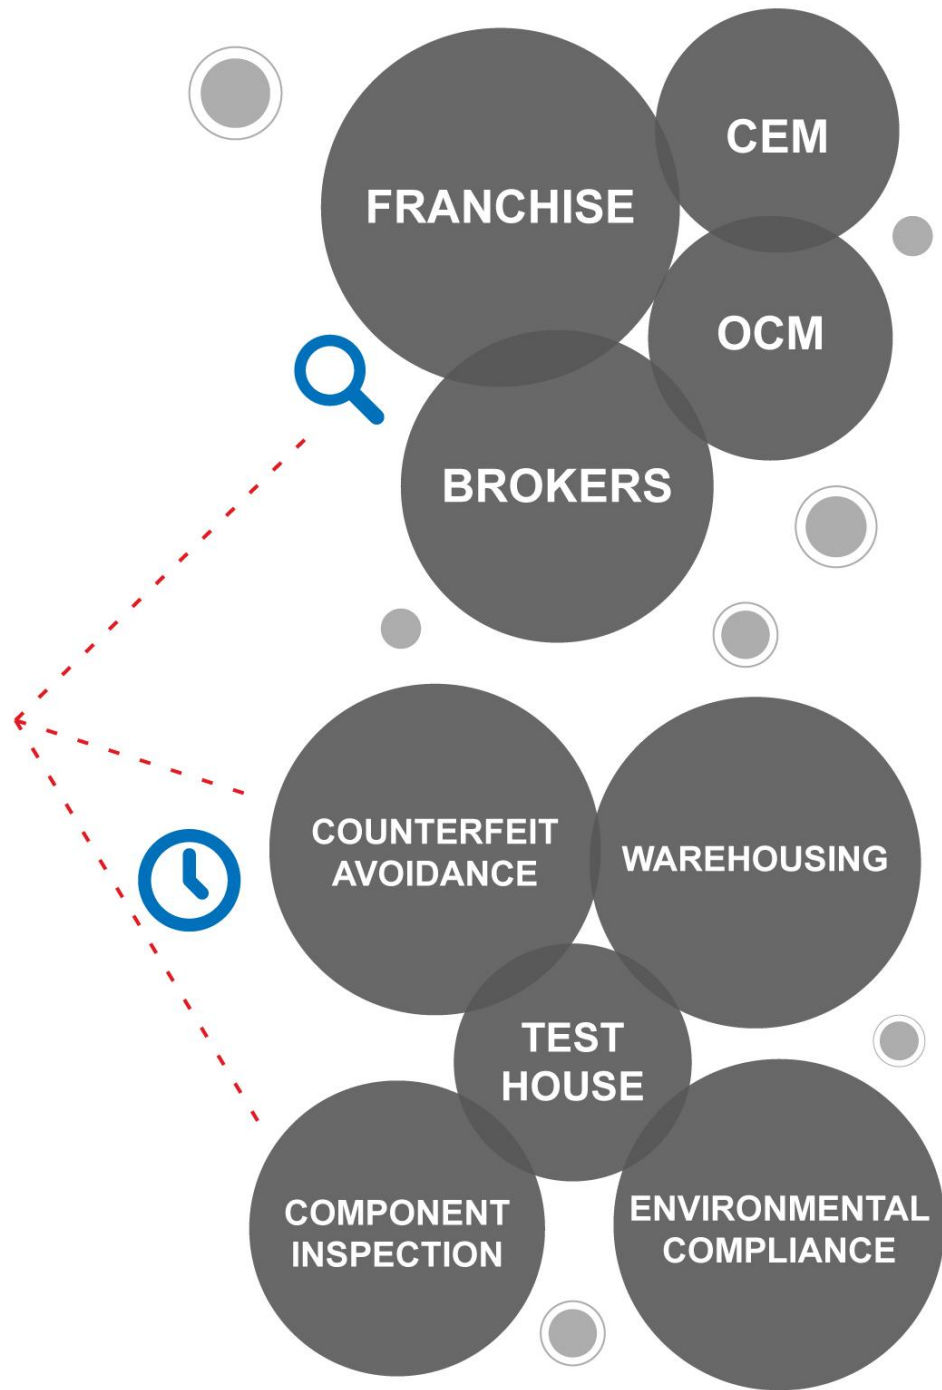 CEM
FRANCHISE
OCM
BROKERS
COUNTERFEIT
AVOIDANCE
WAREHOUSING
TEST
HOUSE
COMPONENT
INSPECTION
ENVIRONMENTAL
COMPLIANCE